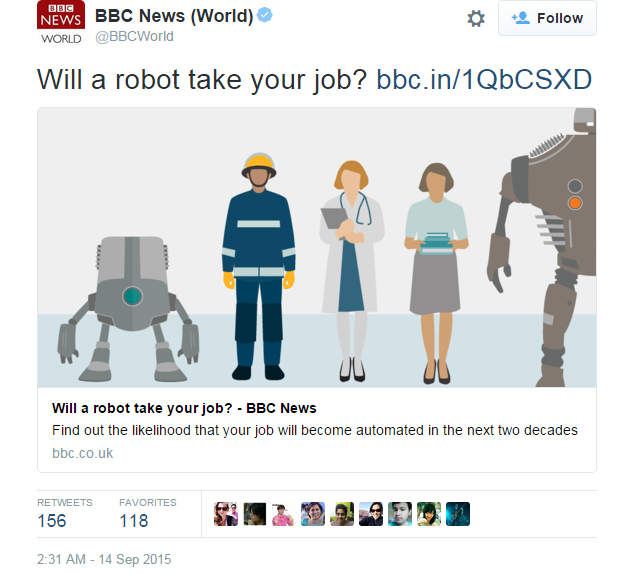 BBC
NEWS
WORLD
BBC News (World)
@BBCWorld
Follow
Will a robot take your job? bbc.in/1QbCSXD
Will a robot take your job? - BBC News
Find out the likelihood that your job will become automated in the next two decades
bbc.co.uk
RETWEETS FAVORITES
156 118
2:31 AM - 14 Sep 2015